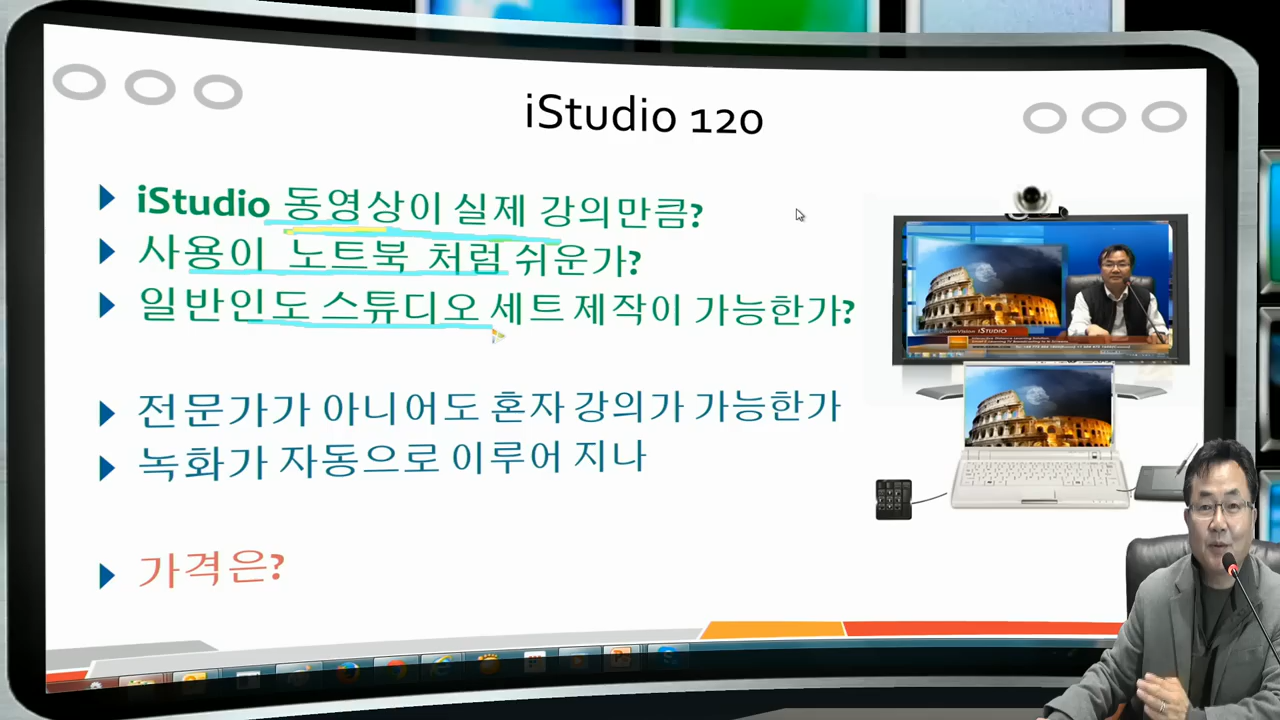 iStudio 120
iStudio 동영상이 실제 강의만큼?
사용이 노트북 처럼 쉬운가?
일반인도 스튜디오 세트 제작이 가능한가?
전문가가 아니어도 혼자 강의가 가능한가
녹화가 자동으로 이루어 지나
가격은?
iSTUDIO